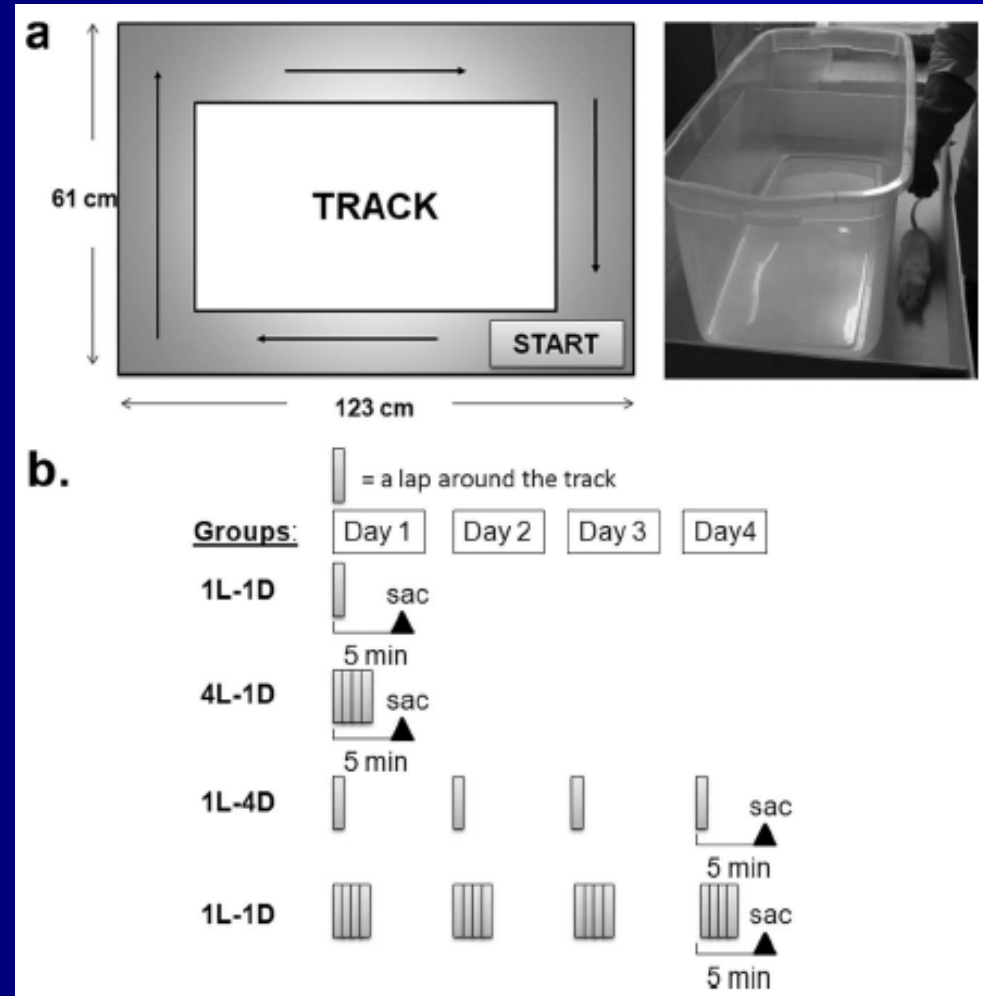 a
61 cm
TRACK
START
123 cm
b.
= a lap around the track
Groups: Day 1 Day 2 Day 3 Day4
1L-1D sac
5 min
4L-1D sac
5 min
1L-4D sac
5 min
1L-1D sac
5 min